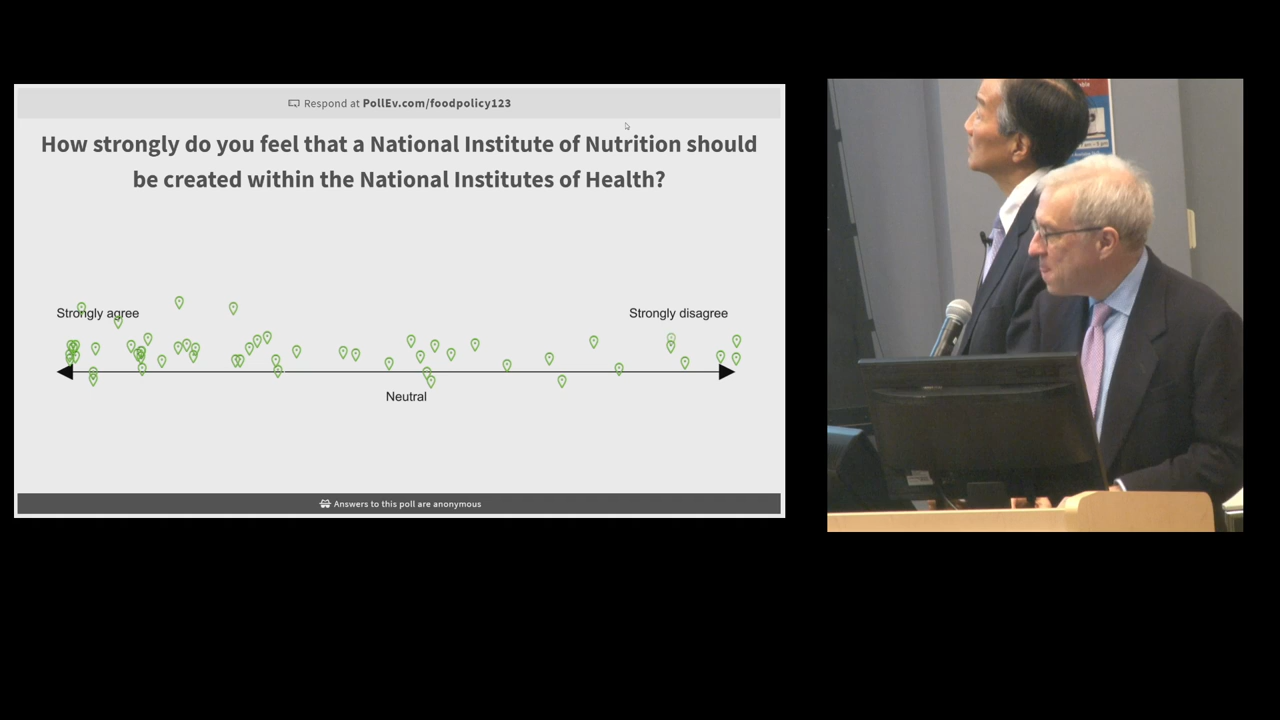 Respond at PollEv.com/foodpolicy123
How strongly do you feel that a National Institute of Nutrition should
be created within the National Institutes of Health?
Strongly agree
Strongly disagree
Neutral
Answers to this poll are anonymous